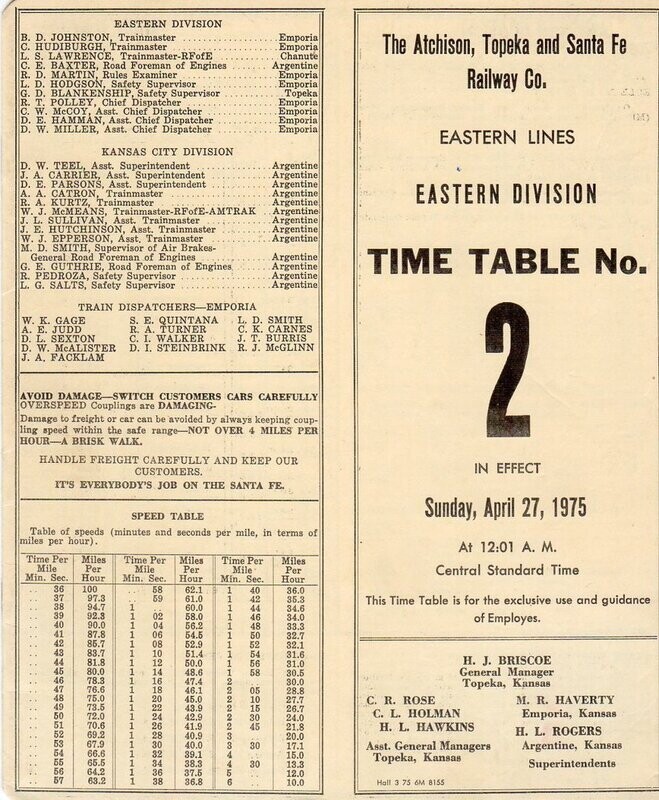 EASTERN DIVISION
B. D. JOHNSTON, Trainmaster .................. Emporia
C. HUDIBURGH, Trainmaster .................. Emporia
L. S. LAWRENCE, Trainmaster-RFofE ........ Chanute
C. E. BAXTER, Road Foreman of Engines ...... Argentine
R. D. MARTIN, Rules Examiner ................ Emporia
L. D. HODGSON, Safety Supervisor ............ Emporia
G. D. BLANKENSHIP, Safety Supervisor ........ Topeka
R. T. POLLEY, Chief Dispatcher ................ Emporia
C. W. McCOY, Asst. Chief Dispatcher .......... Emporia
D. E. HAMMAN, Asst. Chief Dispatcher ........ Emporia
D. W. MILLER, Asst. Chief Dispatcher .......... Emporia
KANSAS CITY DIVISION
D. W. TEEL, Asst. Superintendent .............. Argentine
J. A. CARRIER, Asst. Superintendent .......... Argentine
D. E. PARSONS, Asst. Superintendent .......... Argentine
A. A. CATRON, Trainmaster .................. Argentine
R. A. KURTZ, Trainmaster .................... Argentine
W. J. McMEANS, Trainmaster-RFofE-AMTRAK .. Argentine
J. L. SULLIVAN, Asst. Trainmaster ............ Argentine
J. E. HUTCHINSON, Asst. Trainmaster .......... Argentine
W. J. EPPERSON, Asst. Trainmaster ............ Argentine
M. D. SMITH, Supervisor of Air Brakes-
General Road Foreman of Engines ............ Argentine
G. E. GUTHRIE, Road Foreman of Engines ...... Argentine
R. PEDROZA, Safety Supervisor .............. Argentine
L. G. SALTS, Safety Supervisor .............. Argentine
TRAIN DISPATCHERS—EMPORIA
W. K. GAGE S. E. QUINTANA L. D. SMITH
A. E. JUDD R. A. TURNER C. K. CARNES
D. L. SEXTON C. I. WALKER J. T. BURRIS
D. W. McALISTER D. I. STEINBRINK R. J. McGLINN
J. A. FACKLAM
AVOID DAMAGE—SWITCH CUSTOMERS CARS CAREFULLY
OVERSPEED Couplings are DAMAGING-
Damage to freight or car can be avoided by always keeping coup-
ling speed within the safe range—NOT OVER 4 MILES PER
HOUR—A BRISK WALK.
HANDLE FREIGHT CAREFULLY AND KEEP OUR
CUSTOMERS.
IT'S EVERYBODY'S JOB ON THE SANTA FE.
SPEED TABLE
Table of speeds (minutes and seconds per mile, in terms of
miles per hour).
Time Per Miles Time Per Miles Time Per Miles
Mile Per Mile Per Mile Per
Min. Sec. Hour Min. Sec. Hour Min. Sec. Hour
.. 36 100 .. 58 62.1 1 40 36.0
.. 37 97.3 .. 59 61.0 1 42 35.3
.. 38 94.7 1 .. 60.0 1 44 34.6
.. 39 92.3 1 02 58.0 1 46 34.0
.. 40 90.0 1 04 56.2 1 48 33.3
.. 41 87.8 1 06 54.5 1 50 32.7
.. 42 85.7 1 08 52.9 1 52 32.1
.. 43 83.7 1 10 51.4 1 54 31.6
.. 44 81.8 1 12 50.0 1 56 31.0
.. 45 80.0 1 14 48.6 1 58 30.5
.. 46 78.3 1 16 47.4 2 .. 30.0
.. 47 76.6 1 18 46.1 2 05 28.8
.. 48 75.0 1 20 45.0 2 10 27.7
.. 49 73.5 1 22 43.9 2 15 26.7
.. 50 72.0 1 24 42.9 2 30 24.0
.. 51 70.6 1 26 41.9 2 45 21.8
.. 52 69.2 1 28 40.9 3 .. 20.0
.. 53 67.9 1 30 40.0 3 30 17.1
.. 54 66.6 1 32 39.1 4 .. 15.0
.. 55 65.5 1 34 38.3 4 30 13.3
.. 56 64.2 1 36 37.5 5 .. 12.0
.. 57 63.2 1 38 36.8 6 .. 10.0
The Atchison, Topeka and Santa Fe
Railway Co.
EASTERN LINES
EASTERN DIVISION
TIME TABLE No.
2
IN EFFECT
Sunday, April 27, 1975
At 12:01 A. M.
Central Standard Time
This Time Table is for the exclusive use and guidance
of Employes.
H. J. BRISCOE
General Manager
Topeka, Kansas
C. R. ROSE
C. L. HOLMAN
H. L. HAWKINS
Asst. General Managers
Topeka, Kansas
M. R. HAVERTY
Emporia, Kansas
H. L. ROGERS
Argentine, Kansas
Superintendents
Hall 3 75 6M 8155